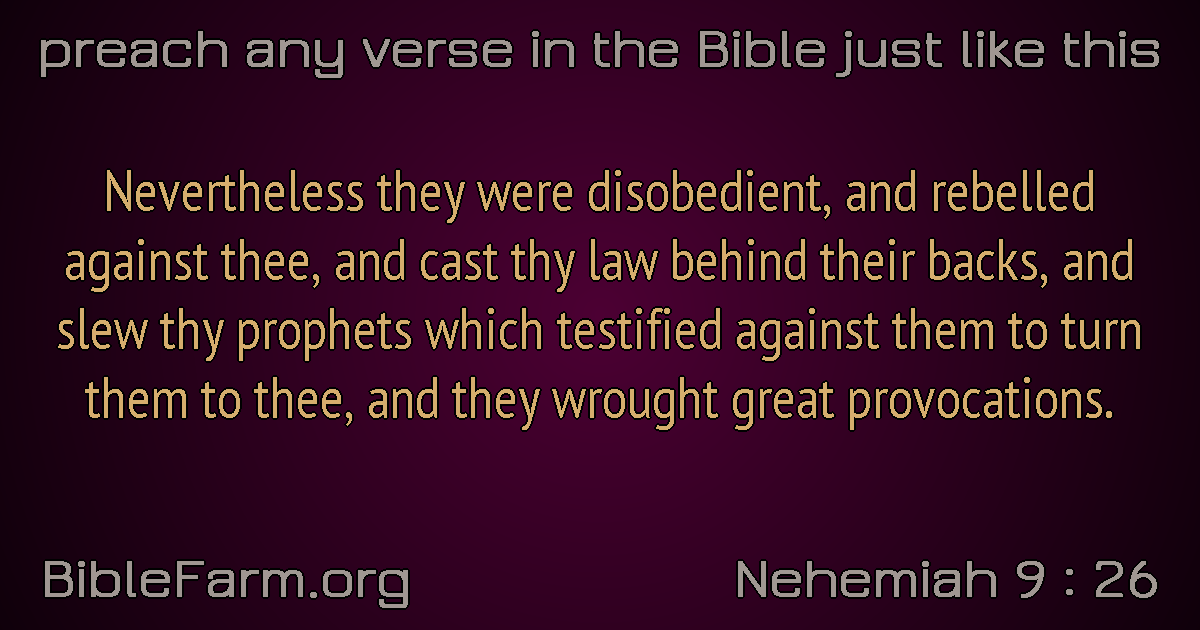 preach any verse in the Bible just like this
Nevertheless they were disobedient, and rebelled
against thee, and cast thy law behind their backs, and
slew thy prophets which testified against them to turn
them to thee, and they wrought great provocations.
BibleFarm.org
Nehemiah 9 : 26